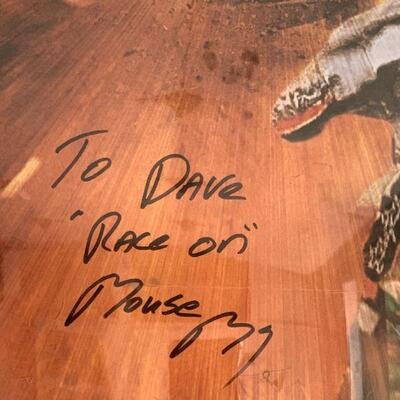 To Dave
"Race on"
Mouse